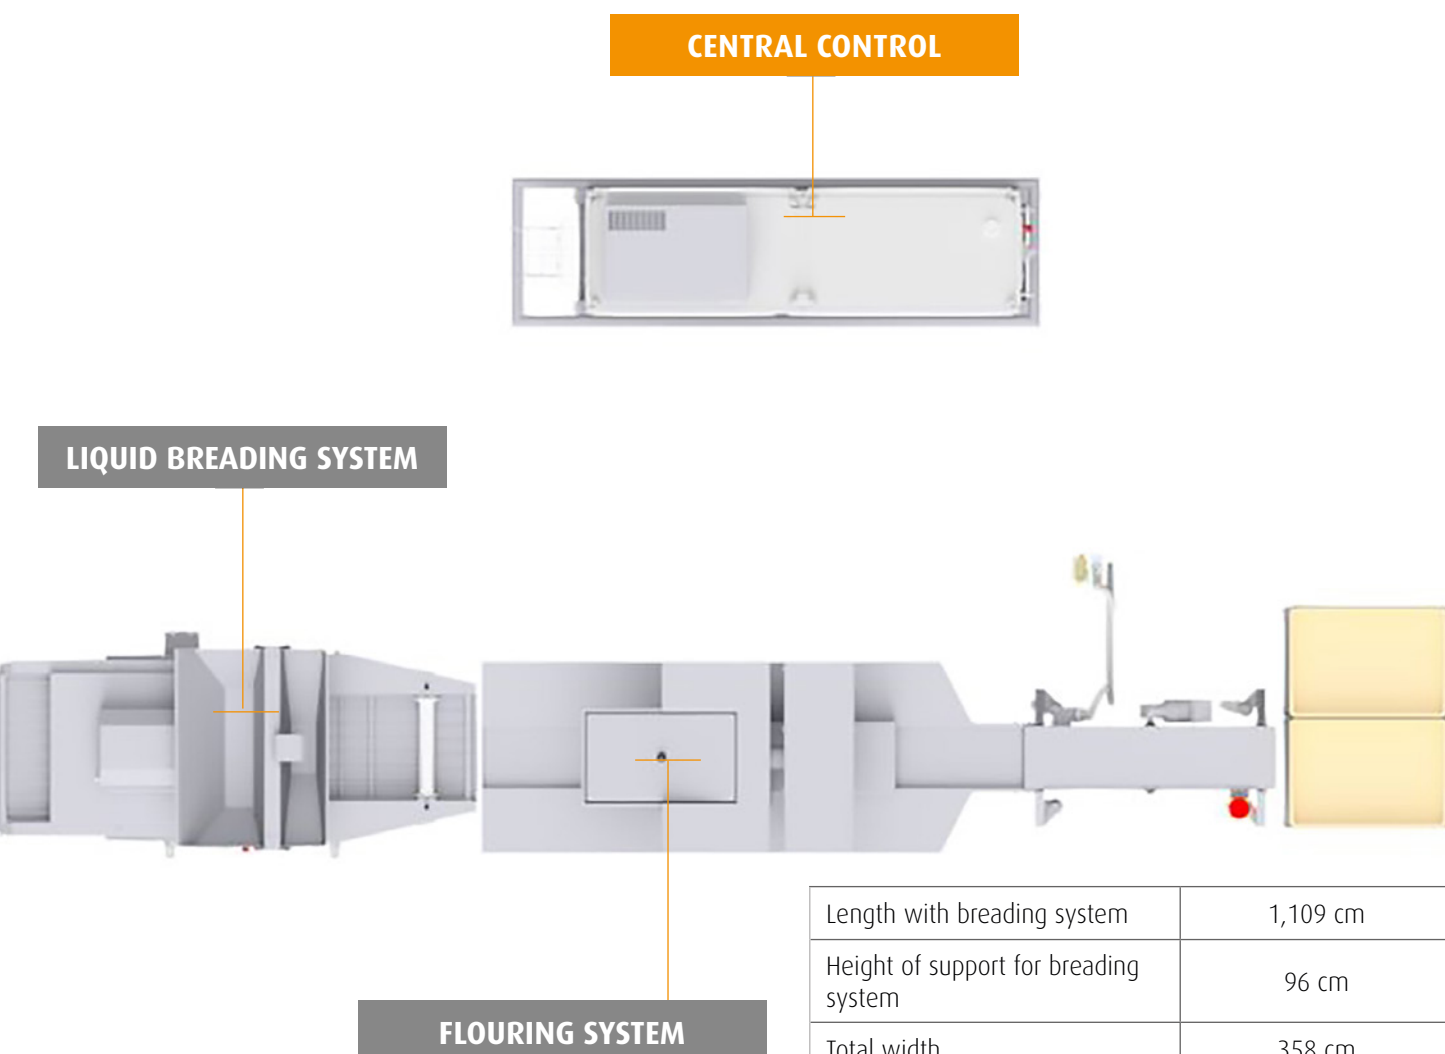 CENTRAL CONTROL
LIQUID BREADING SYSTEM
Length with breading system 1,109 cm
Height of support for breading
system
96 cm
FLOURING SYSTEM
Total width 358 cm